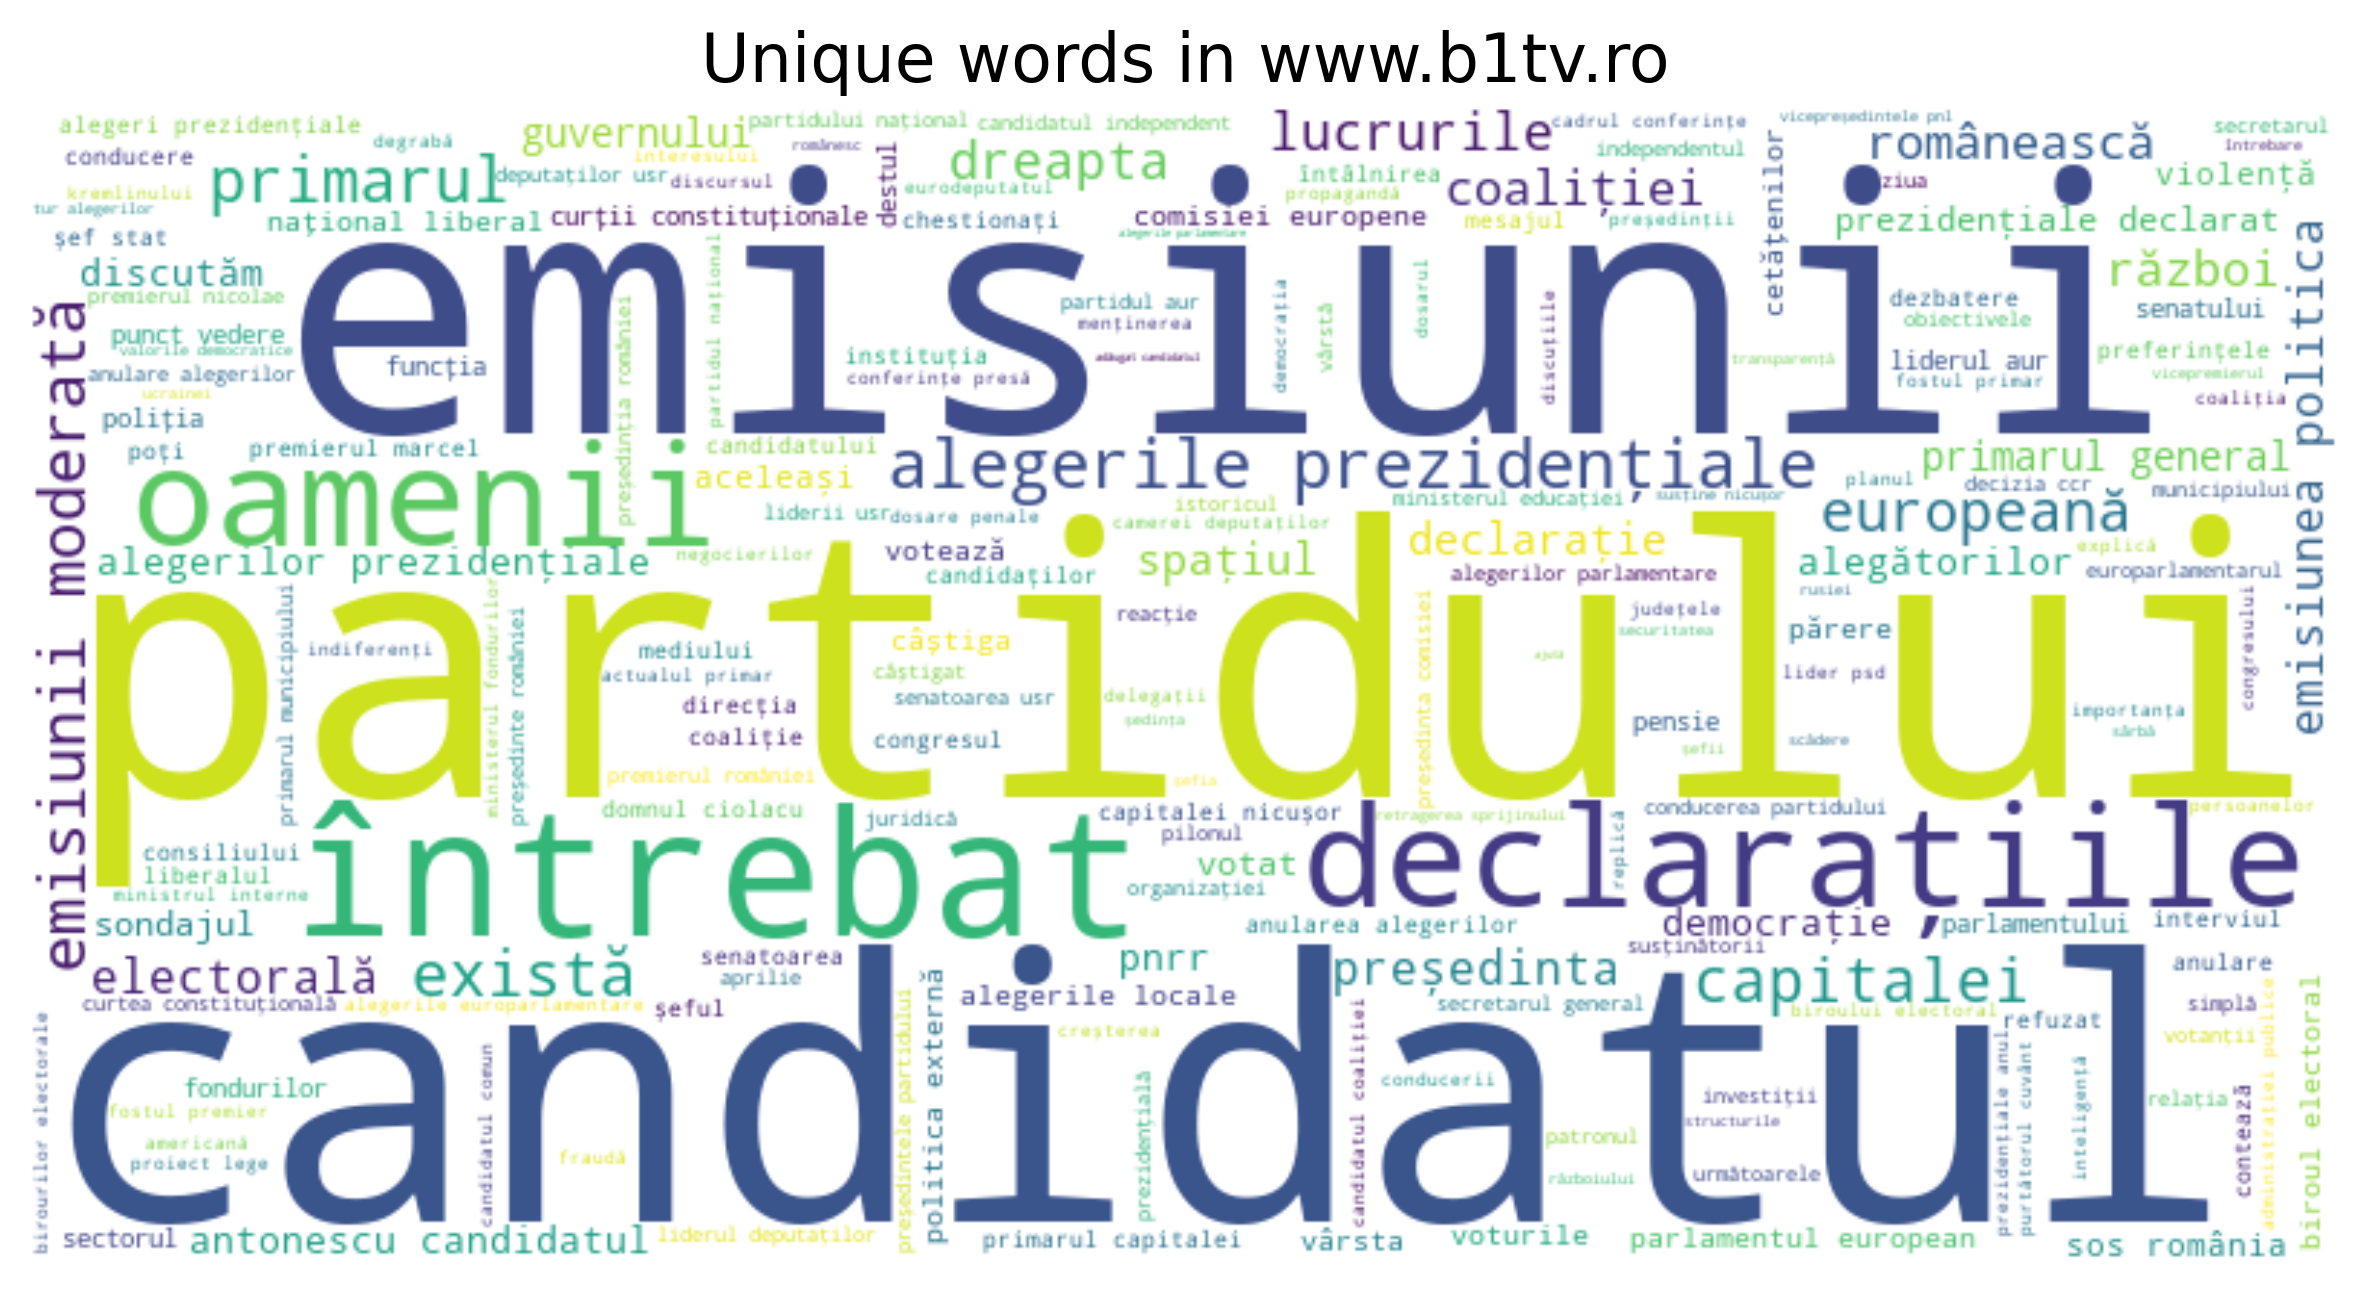 Unique words in www.b1tv.ro
alegeri prezidențiale
degrabă
guvernului
partidului național
candidatul independent
lucrurile
cadrul conferințe
vicepreședintele pnl
românească
secretarul
întrebare
conducere
primarul
interesului
românesc
destul
dreapta
întâlnirea
independentul
cetățenilor
ziua
violență
kremlinului
deputaților usr
discursul
eurodeputatul
propagandă
coaliției
tur alegerilor
național liberal
curții constituționale
chestionați
comisiei europene
mesajul
președinții
prezidențiale declarat
șef stat
alegerile parlamentare
emisiunii
discutăm
război
premierul nicolae
partidul național
președinția româniei
partidul aur
menținerea
democrația
vârstă
dosarul
discuțiile
dezbatere
obiectivele
senatului
emisiunea politica
emisiunii moderată
punct vedere
valorile democratice
funcția
instituția
conferințe presă
adăugat candidatul
transparență
liderul aur
fostul primar
preferințele
vicepremierul
anulare alegerilor
ucrainei
coaliția
poliția
poți
premierul marcel
candidatului
alegerile prezidențiale
primarul general
oamenii
aceleași
istoricul
ministerul educației
susține nicușor
planul
decizia ccr
municipiului
liderii usr
dosare penale
camerei deputaților
europeană
alegerilor prezidențiale
negocierilor
votează
spațiul
declarație
alegătorilor
explică
candidaților
alegerilor parlamentare
europarlamentarul
partidului
primarul municipiului
indiferenți
ministerul fondurilor
președinte româniei
mediului
câștiga
reacție
președinta comisiei
județele
securitatea
rusiei
părere
congresului
actualul primar
câștigat
ajută
lider psd
direcția
senatoarea usr
delegații
ședința
pensie
importanța
sârbă
coaliție
congresul
șefii
scădere
premierul româniei
șefia
domnul ciolacu
juridică
capitalei nicușor
retragerea sprijinului
conducerea partidului
persoanelor
întrebat
pilonul
declarațiile
replică
consiliului
liberalul
votat
ministrul interne
organizației
sondajul
anularea alegerilor
democrație
parlamentului
interviul
electorală
există
senatoarea
aprilie
pnrr
președinta
susținătorii
capitalei
anulare
curtea constituțională
alegerile europarlamentare
șeful
politica externă
alegerile locale
secretarul general
biroului electoral
refuzat
simplă
candidatul
birourilor electorale
președintele partidului
creșterea
candidatul coaliției
prezidențiale anul
purtătorul cuvânt
votanții
administrației publice
biroul electoral
fondurilor
fostul premier
candidatul comun
prezidențială
conducerii
investiții
structurile
inteligență
relația
contează
americană
proiect lege
fraudă
patronul
războiului
următoarele
sectorul
antonescu candidatul
liderul deputaților
primarul capitalei
vârsta
voturile
parlamentul european
sos românia